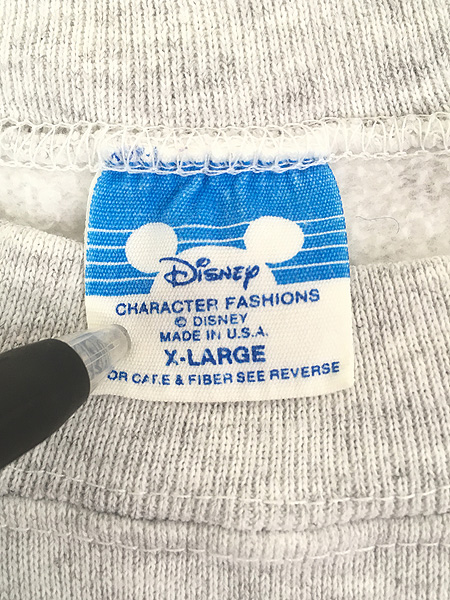 Disney
CHARACTER FASHIONS
© DISNEY
MADE IN U.S.A.
X-LARGE
OR CARE & FIBER SEE REVERSE